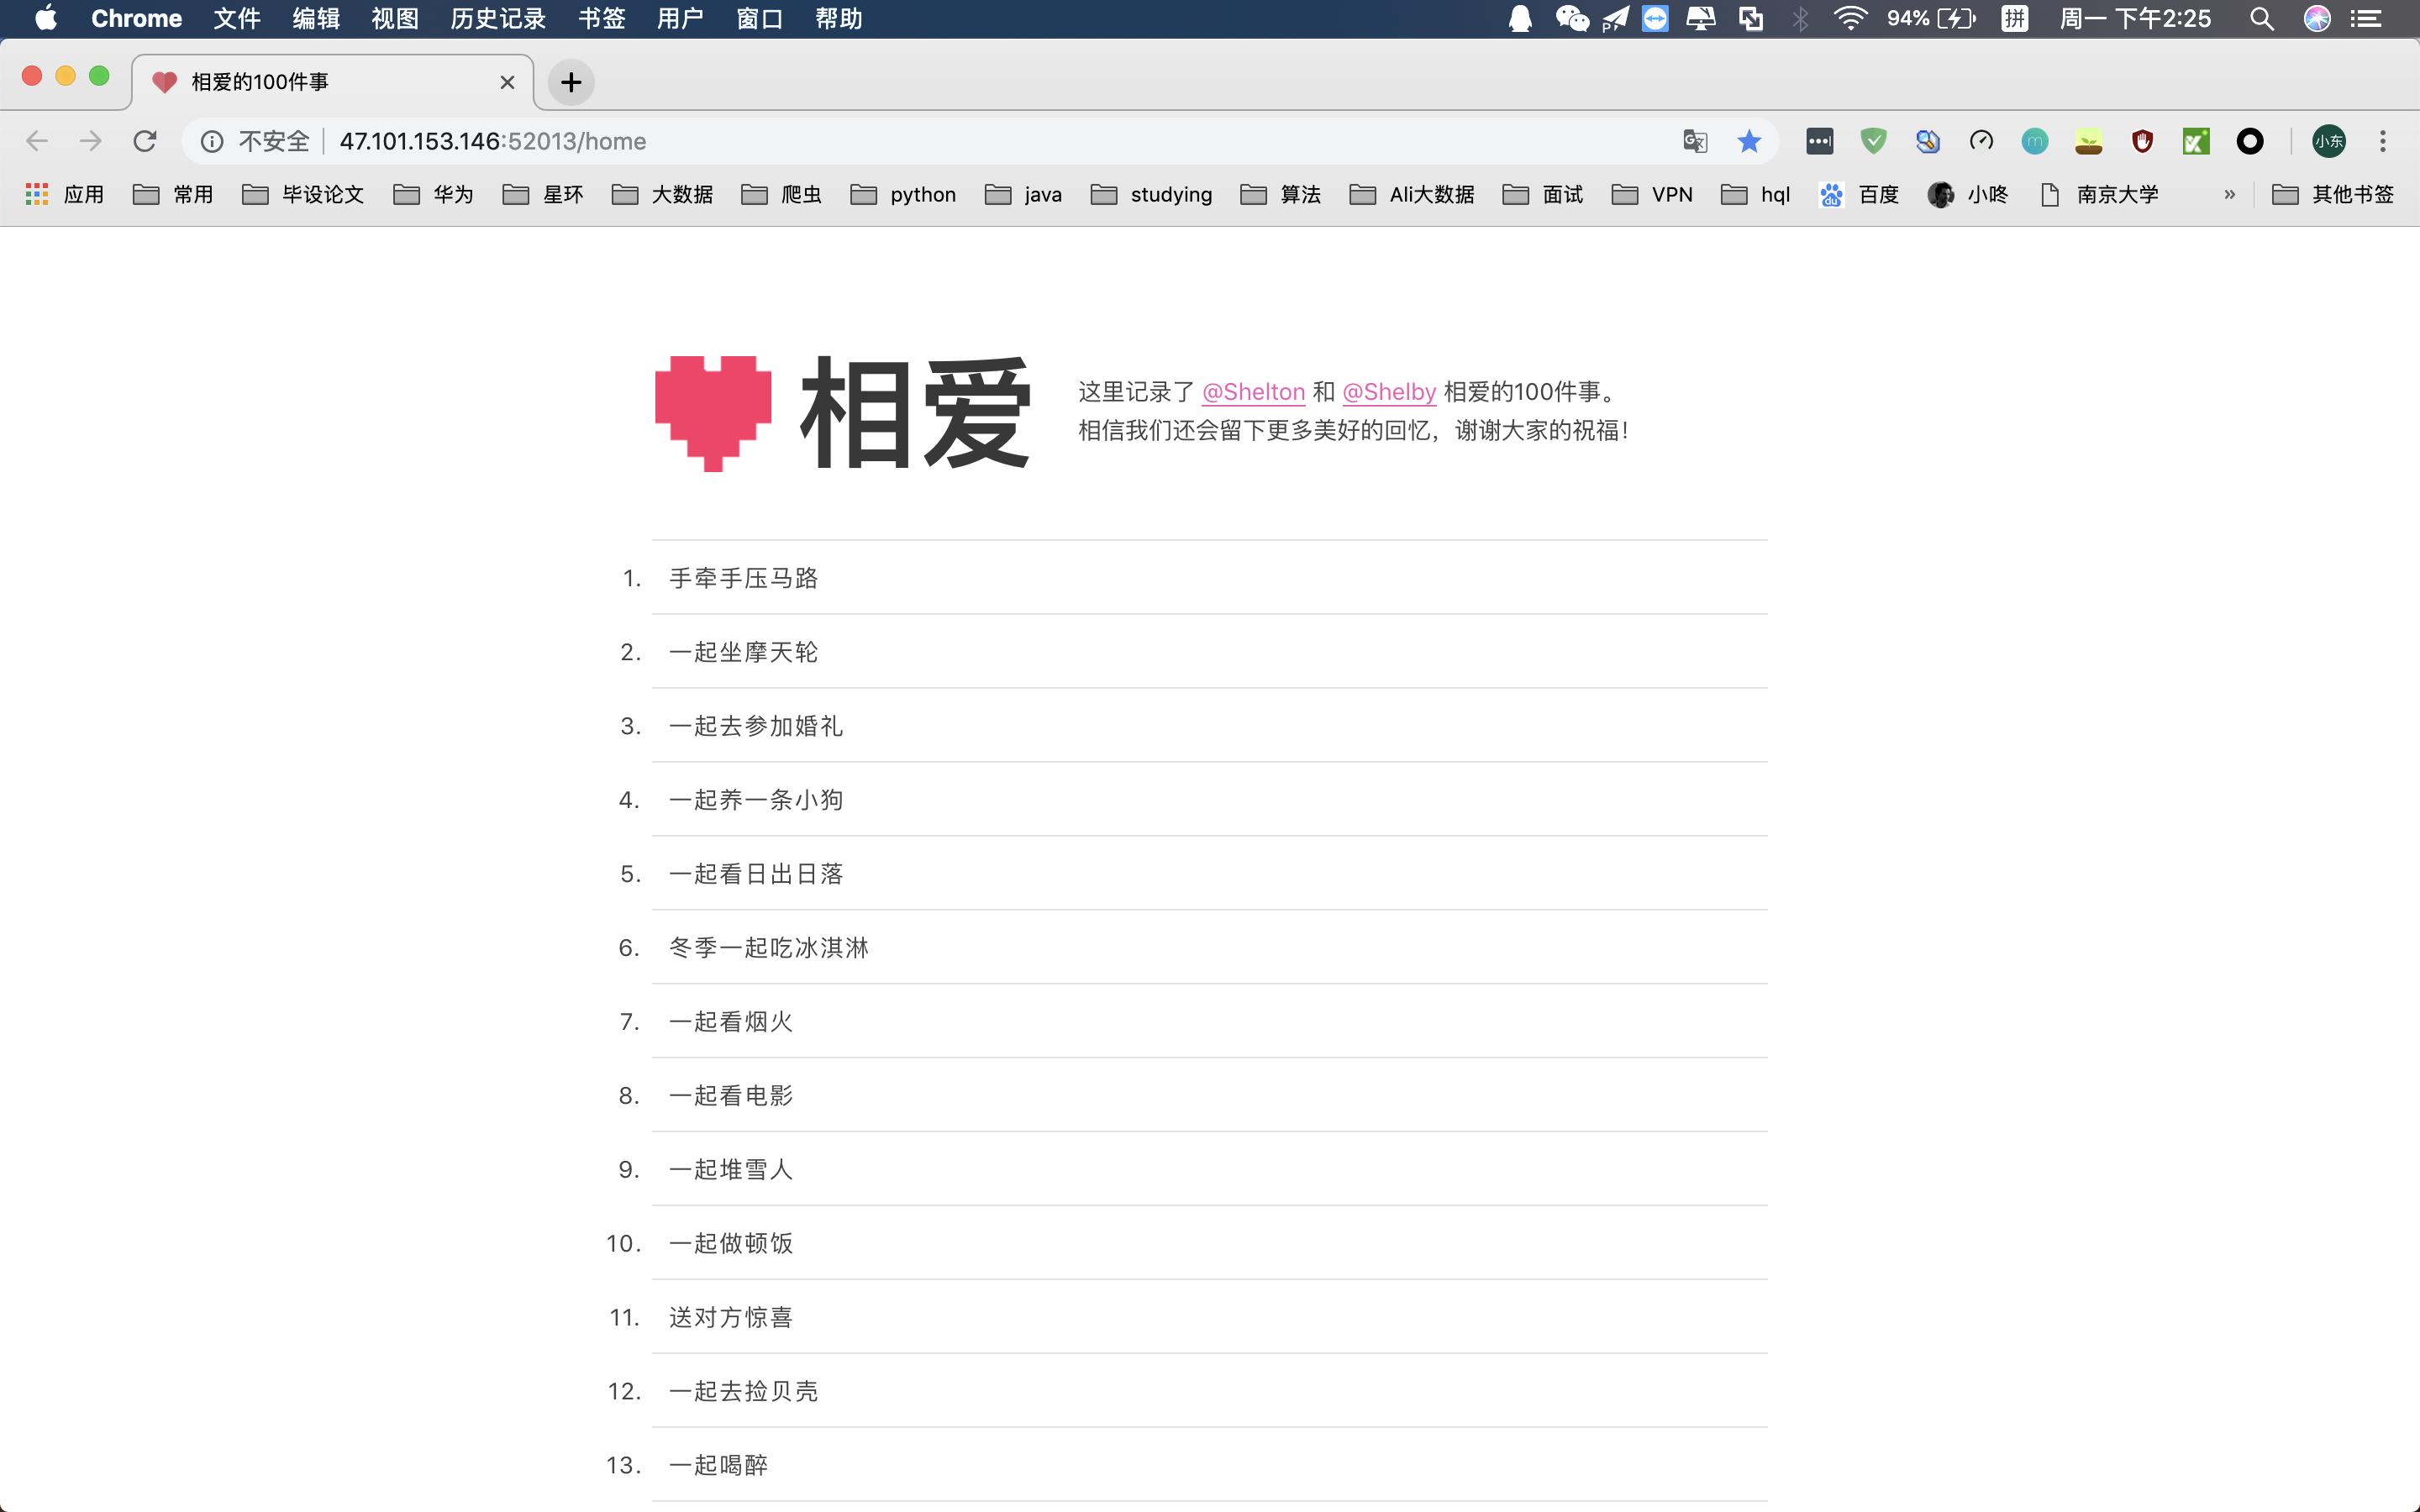 Chrome 文件 编辑 视图 历史记录 书签 用户 窗口 帮助 94% 拼 周一 下午2:25
相爱的100件事
不安全 47.101.153.146:52013/home 小东
应用 常用 毕设论文 华为 星环 大数据 爬虫 python java studying 算法 Ali大数据 面试 VPN hql du 百度 小咚 南京大学 » 其他书签
相爱
这里记录了 @Shelton 和 @Shelby 相爱的100件事。
相信我们还会留下更多美好的回忆，谢谢大家的祝福！
1. 手牵手压马路
2. 一起坐摩天轮
3. 一起去参加婚礼
4. 一起养一条小狗
5. 一起看日出日落
6. 冬季一起吃冰淇淋
7. 一起看烟火
8. 一起看电影
9. 一起堆雪人
10. 一起做顿饭
11. 送对方惊喜
12. 一起去捡贝壳
13. 一起喝醉